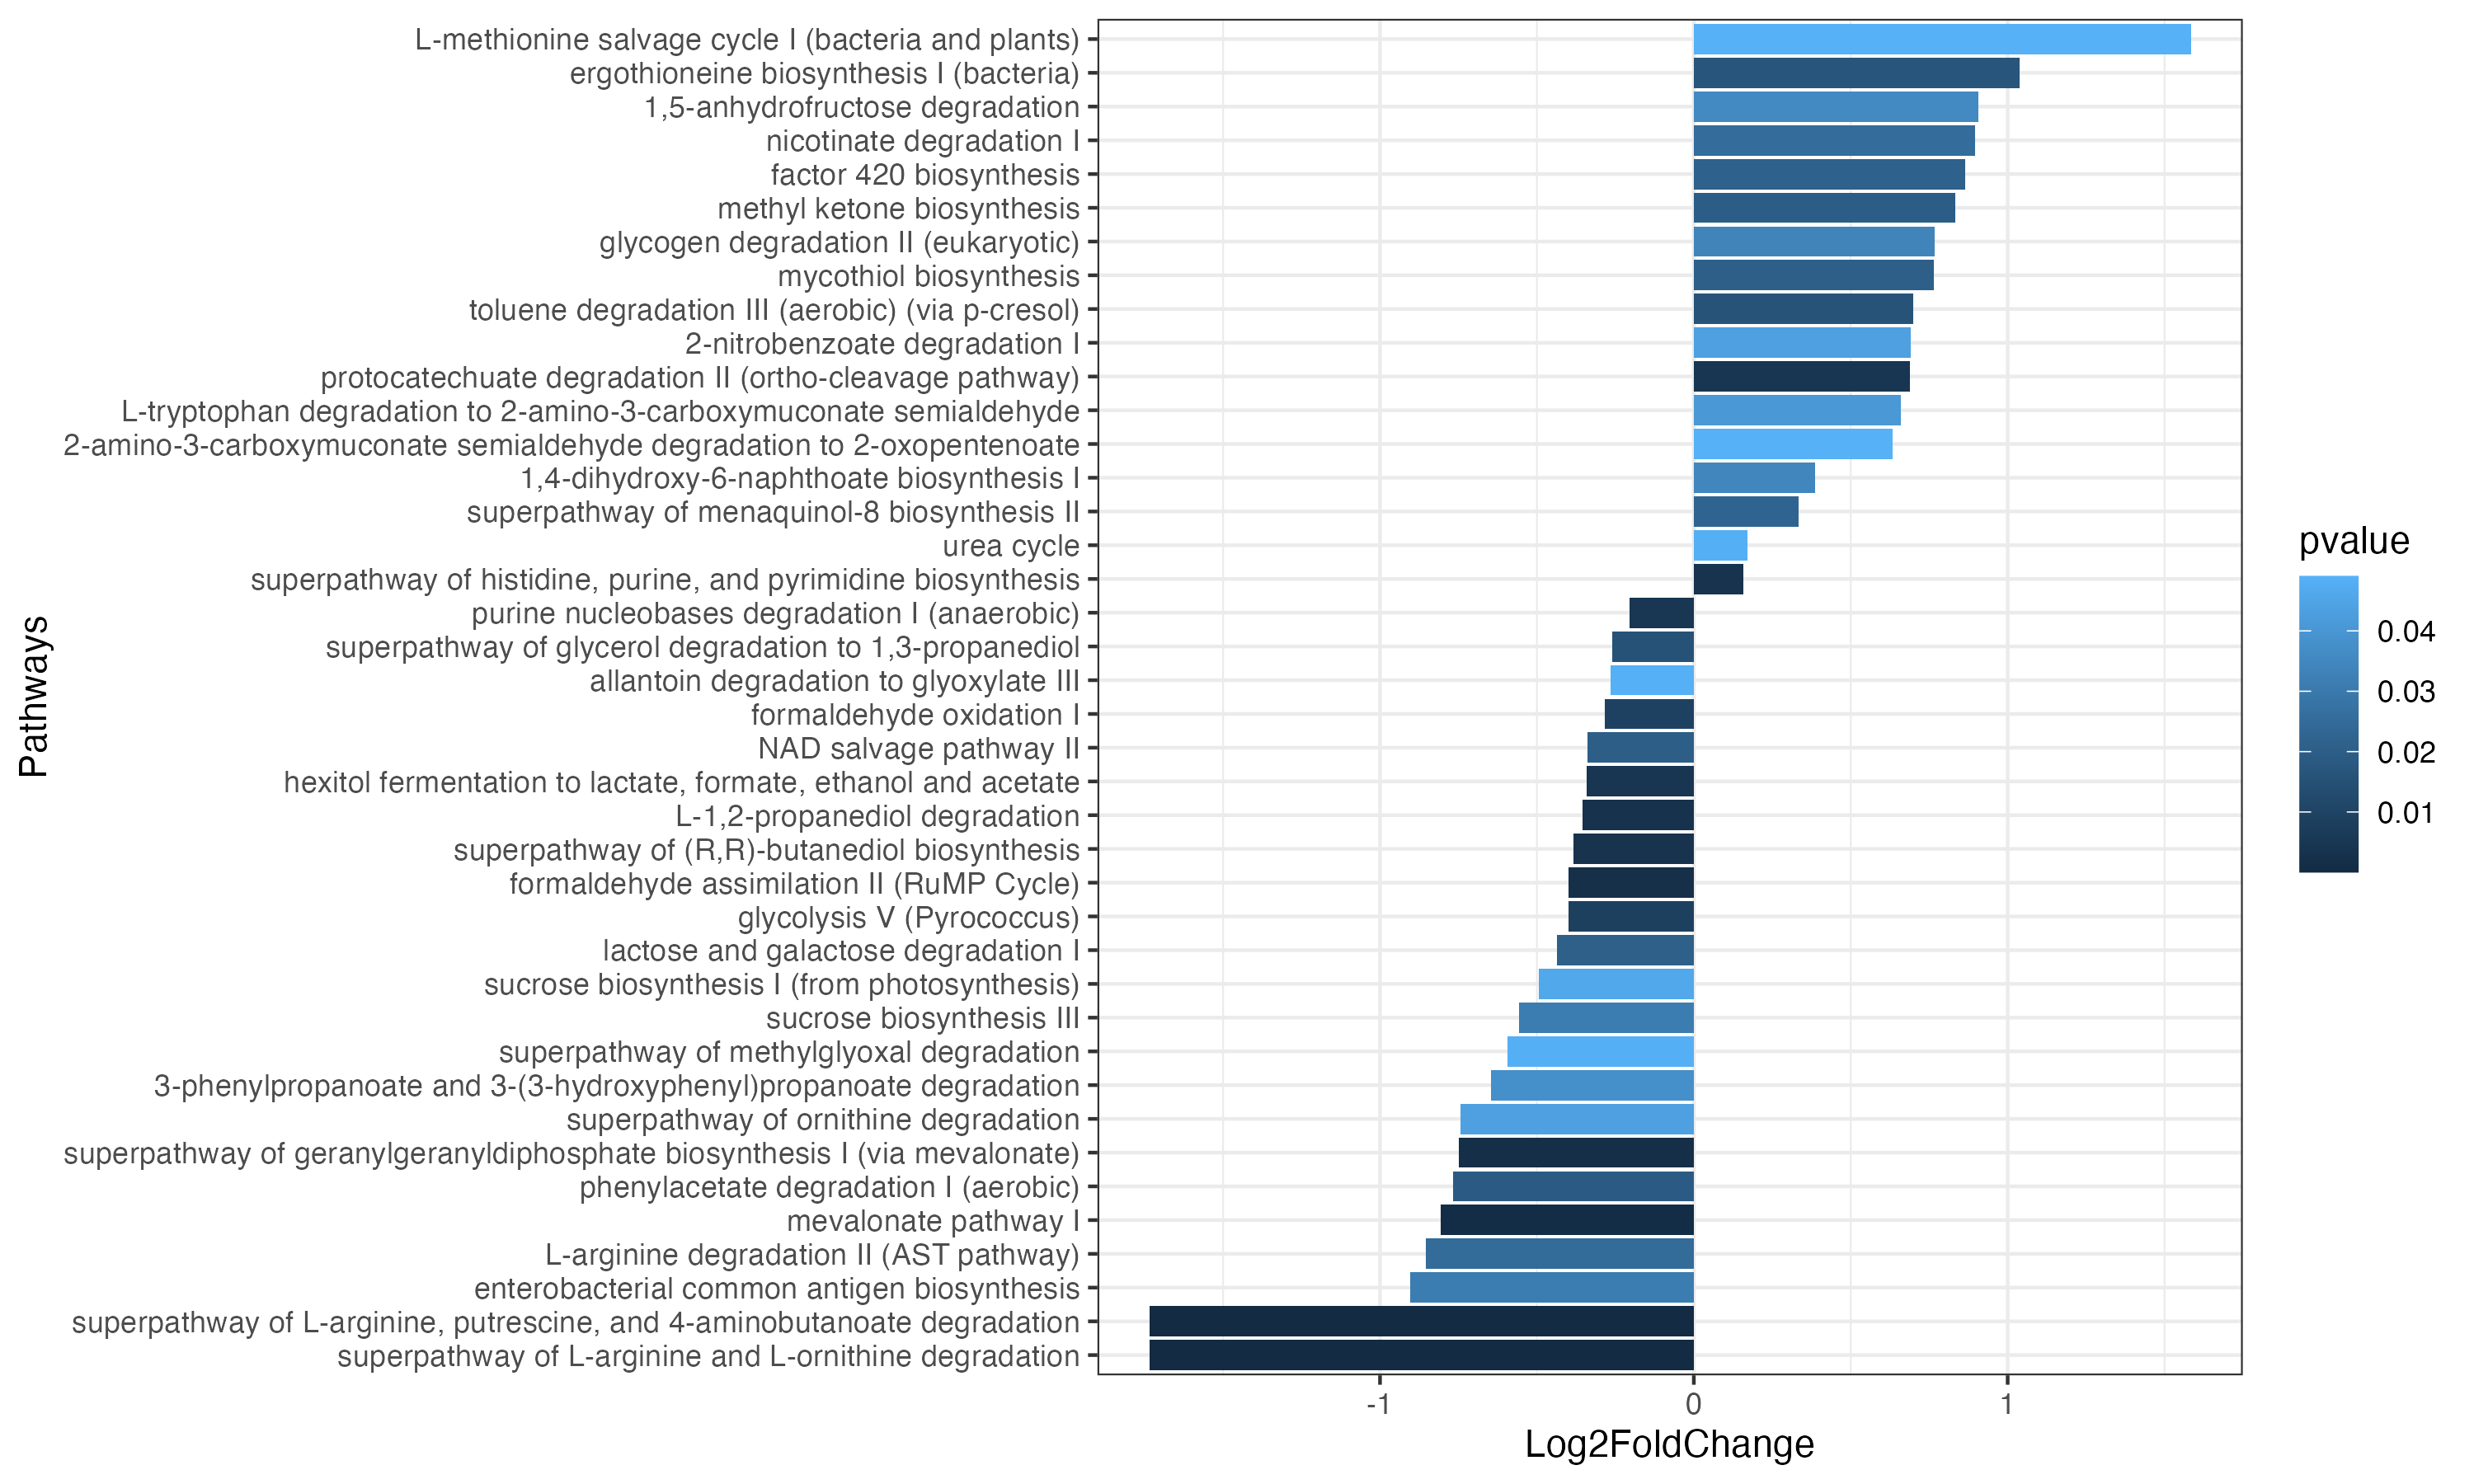 L-methionine salvage cycle I (bacteria and plants)
ergothioneine biosynthesis I (bacteria)
1,5-anhydrofructose degradation
nicotinate degradation I
factor 420 biosynthesis
methyl ketone biosynthesis
glycogen degradation II (eukaryotic)
mycothiol biosynthesis
toluene degradation III (aerobic) (via p-cresol)
2-nitrobenzoate degradation I
protocatechuate degradation II (ortho-cleavage pathway)
L-tryptophan degradation to 2-amino-3-carboxymuconate semialdehyde
2-amino-3-carboxymuconate semialdehyde degradation to 2-oxopentenoate
1,4-dihydroxy-6-naphthoate biosynthesis I
superpathway of menaquinol-8 biosynthesis II
urea cycle
superpathway of histidine, purine, and pyrimidine biosynthesis
purine nucleobases degradation I (anaerobic)
superpathway of glycerol degradation to 1,3-propanediol
allantoin degradation to glyoxylate III
formaldehyde oxidation I
NAD salvage pathway II
hexitol fermentation to lactate, formate, ethanol and acetate
L-1,2-propanediol degradation
superpathway of (R,R)-butanediol biosynthesis
formaldehyde assimilation II (RuMP Cycle)
glycolysis V (Pyrococcus)
lactose and galactose degradation I
sucrose biosynthesis I (from photosynthesis)
sucrose biosynthesis III
superpathway of methylglyoxal degradation
3-phenylpropanoate and 3-(3-hydroxyphenyl)propanoate degradation
superpathway of ornithine degradation
superpathway of geranylgeranyldiphosphate biosynthesis I (via mevalonate)
phenylacetate degradation I (aerobic)
mevalonate pathway I
L-arginine degradation II (AST pathway)
enterobacterial common antigen biosynthesis
superpathway of L-arginine, putrescine, and 4-aminobutanoate degradation
superpathway of L-arginine and L-ornithine degradation
Pathways
-1 0 1
Log2FoldChange
pvalue
0.04
0.03
0.02
0.01